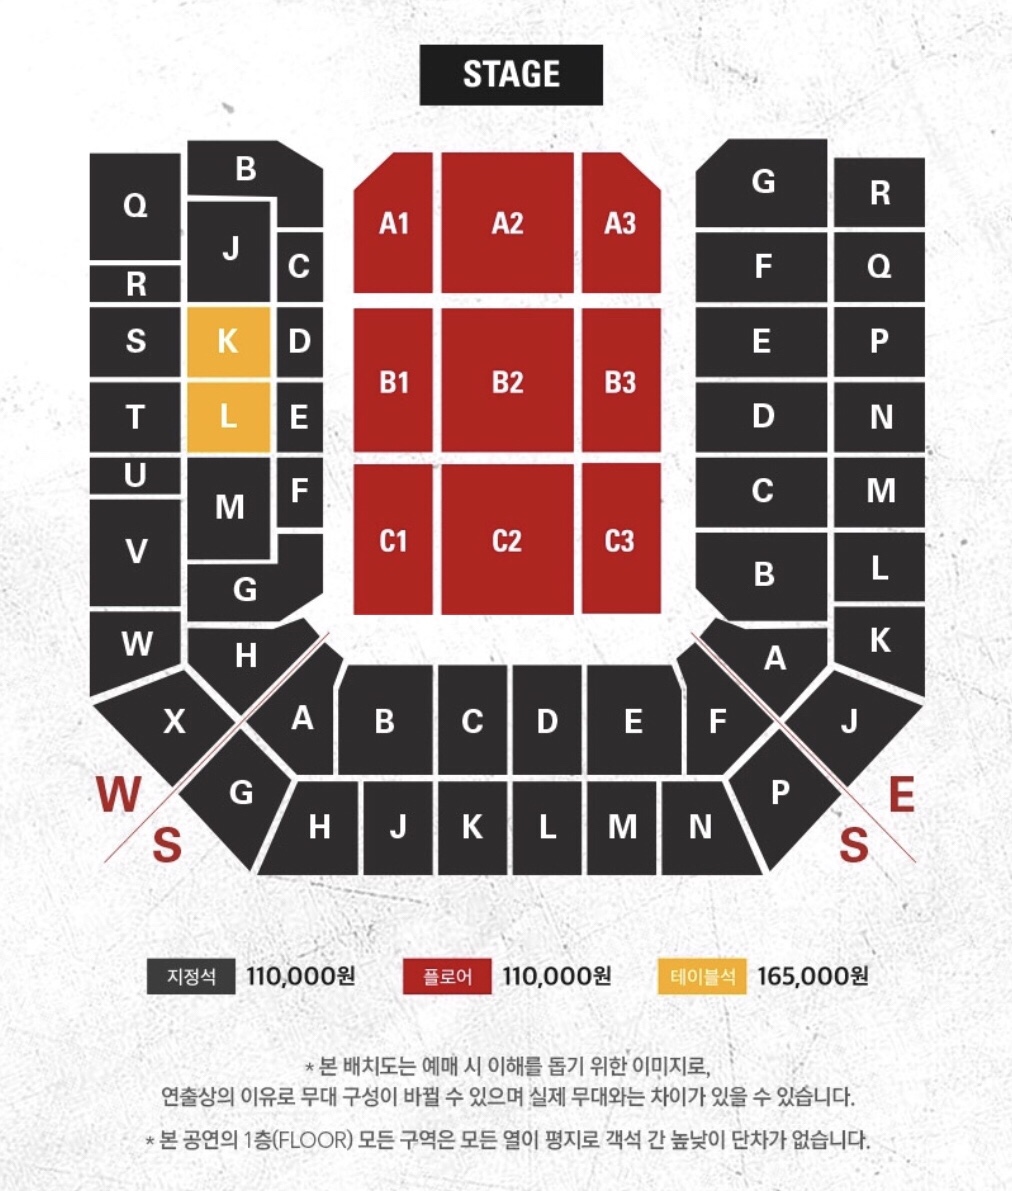 STAGE
B
G
Q
R
J
A1
A2
A3
C
F
Q
R
S
K
D
E
P
B1
B2
B3
T
L
E
D
N
U
M
F
C
M
V
C1
C2
C3
G
B
L
W
H
A
K
X
A
B
C
D
E
F
J
W
G
P
E
S
H
J
K
L
M
N
S
지정석 110,000원 플로어 110,000원 테이블석 165,000원
* 본 배치도는 예매 시 이해를 돕기 위한 이미지로,
연출상의 이유로 무대 구성이 바뀔 수 있으며 실제 무대와는 차이가 있을 수 있습니다.
* 본 공연의 1층(FLOOR) 모든 구역은 모든 열이 평지로 객석 간 높낮이 단차가 없습니다.